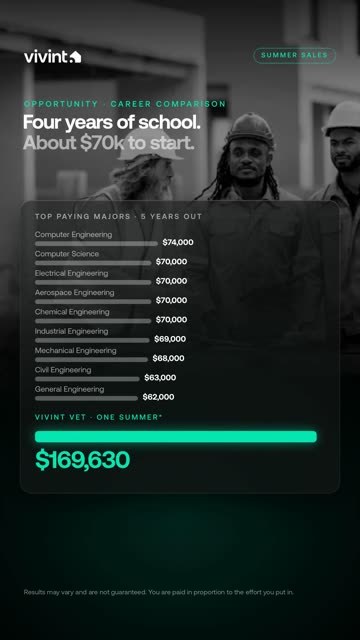 vivint
SUMMER SALES
OPPORTUNITY · CAREER COMPARISON
Four years of school.
About $70k to start.
TOP PAYING MAJORS · 5 YEARS OUT
Computer Engineering
$74,000
Computer Science
$70,000
Electrical Engineering
$70,000
Aerospace Engineering
$70,000
Chemical Engineering
$70,000
Industrial Engineering
$69,000
Mechanical Engineering
$68,000
Civil Engineering
$63,000
General Engineering
$62,000
VIVINT VET · ONE SUMMER*
$169,630
Results may vary and are not guaranteed. You are paid in proportion to the effort you put in.